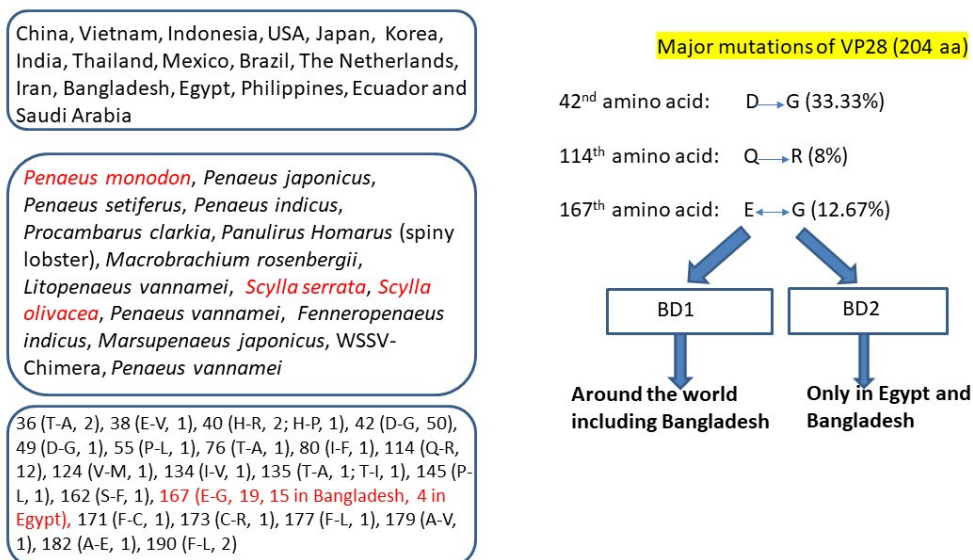 China, Vietnam, Indonesia, USA, Japan, Korea,
India, Thailand, Mexico, Brazil, The Netherlands,
Iran, Bangladesh, Egypt, Philippines, Ecuador and
Saudi Arabia
Penaeus monodon, Penaeus japonicus,
Penaeus setiferus, Penaeus indicus,
Procambarus clarkia, Panulirus Homarus (spiny
lobster), Macrobrachium rosenbergii,
Litopenaeus vannamei, Scylla serrata, Scylla
olivacea, Penaeus vannamei, Fenneropenaeus
indicus, Marsupenaeus japonicus, WSSV-
Chimera, Penaeus vannamei
36 (T-A, 2), 38 (E-V, 1), 40 (H-R, 2; H-P, 1), 42 (D-G, 50),
49 (D-G, 1), 55 (P-L, 1), 76 (T-A, 1), 80 (I-F, 1), 114 (Q-R,
12), 124 (V-M, 1), 134 (I-V, 1), 135 (T-A, 1; T-I, 1), 145 (P-
L, 1), 162 (S-F, 1), 167 (E-G, 19, 15 in Bangladesh, 4 in
Egypt), 171 (F-C, 1), 173 (C-R, 1), 177 (F-L, 1), 179 (A-V,
1), 182 (A-E, 1), 190 (F-L, 2)
Major mutations of VP28 (204 aa)
42nd amino acid: D→G (33.33%)
114th amino acid: Q→R (8%)
167th amino acid: E↔G (12.67%)
BD1
BD2
Around the world
including Bangladesh
Only in Egypt and
Bangladesh